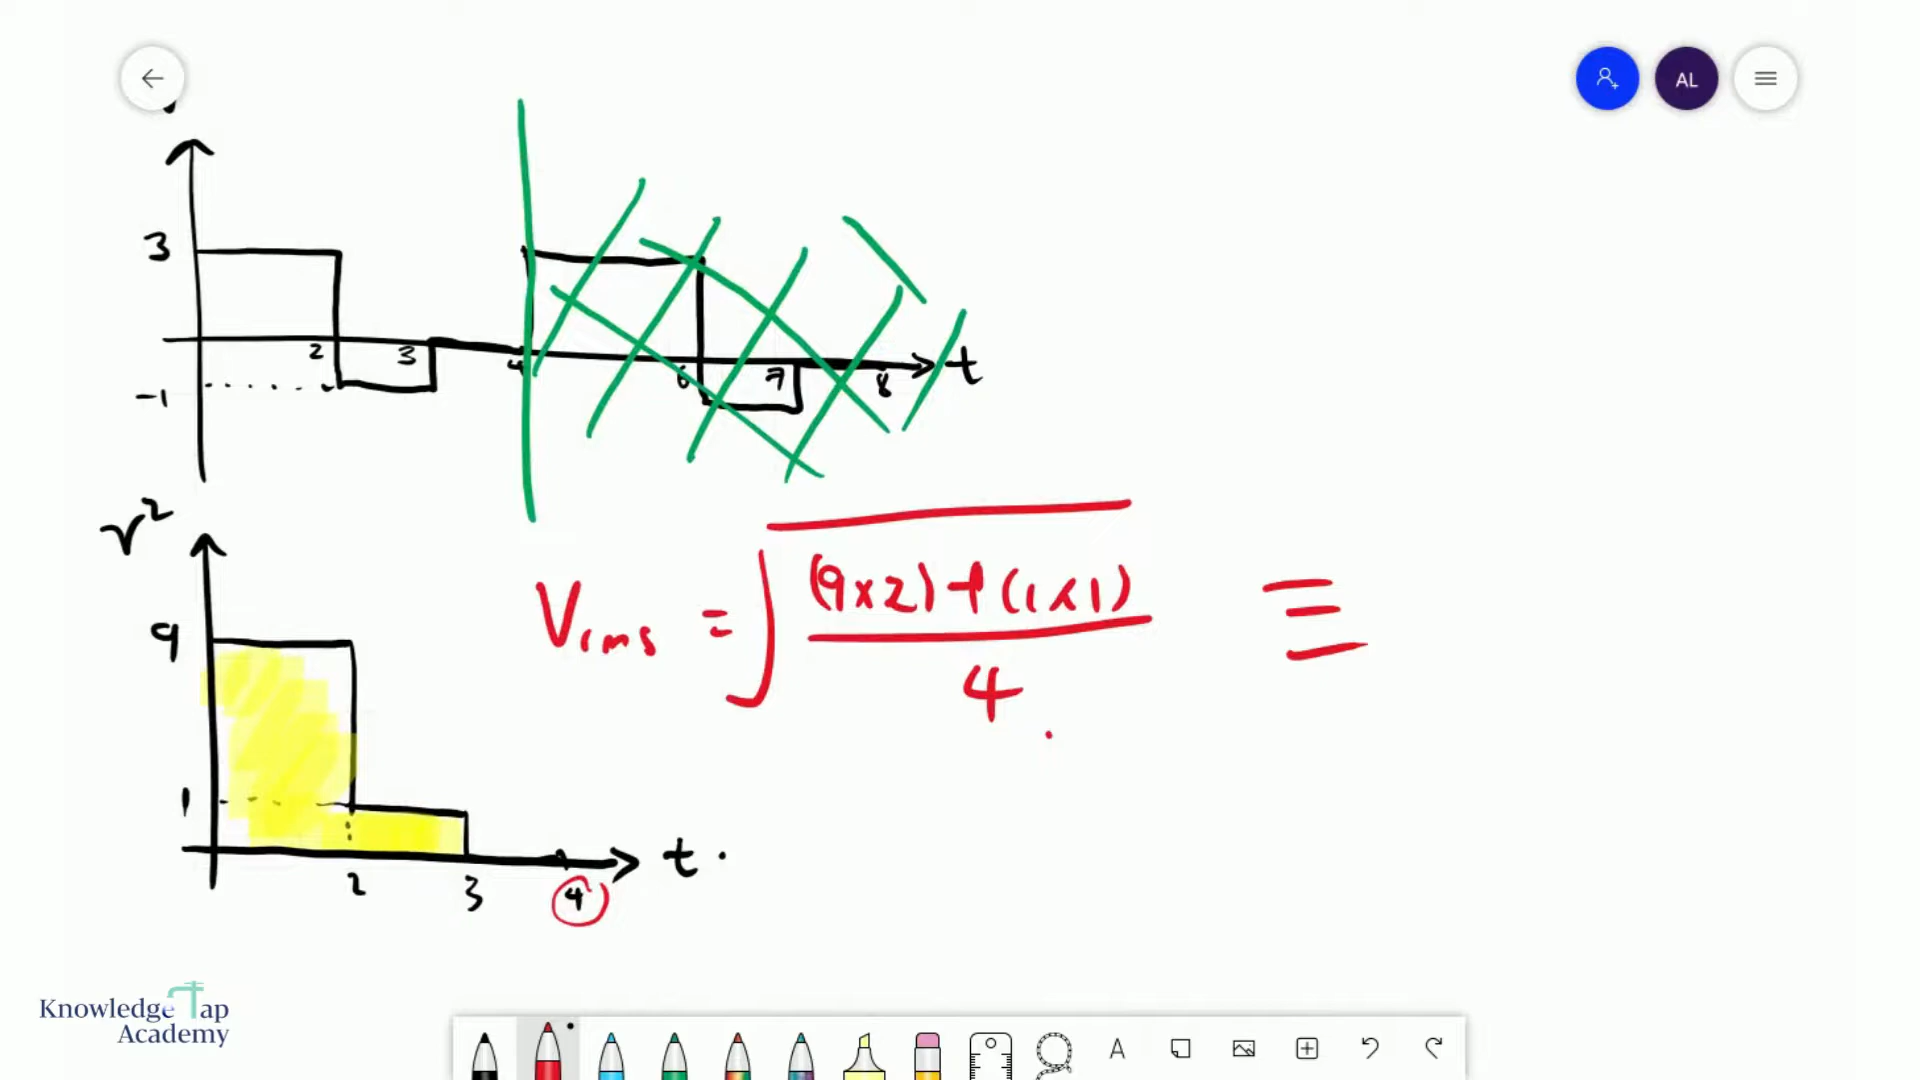 AL
3
2
3
4
6
7
8
t
-1
v²
9
1
2
3
4
t
Vrms = √((9x2)+(1x1)/4)
Knowledge Tap
Academy
A